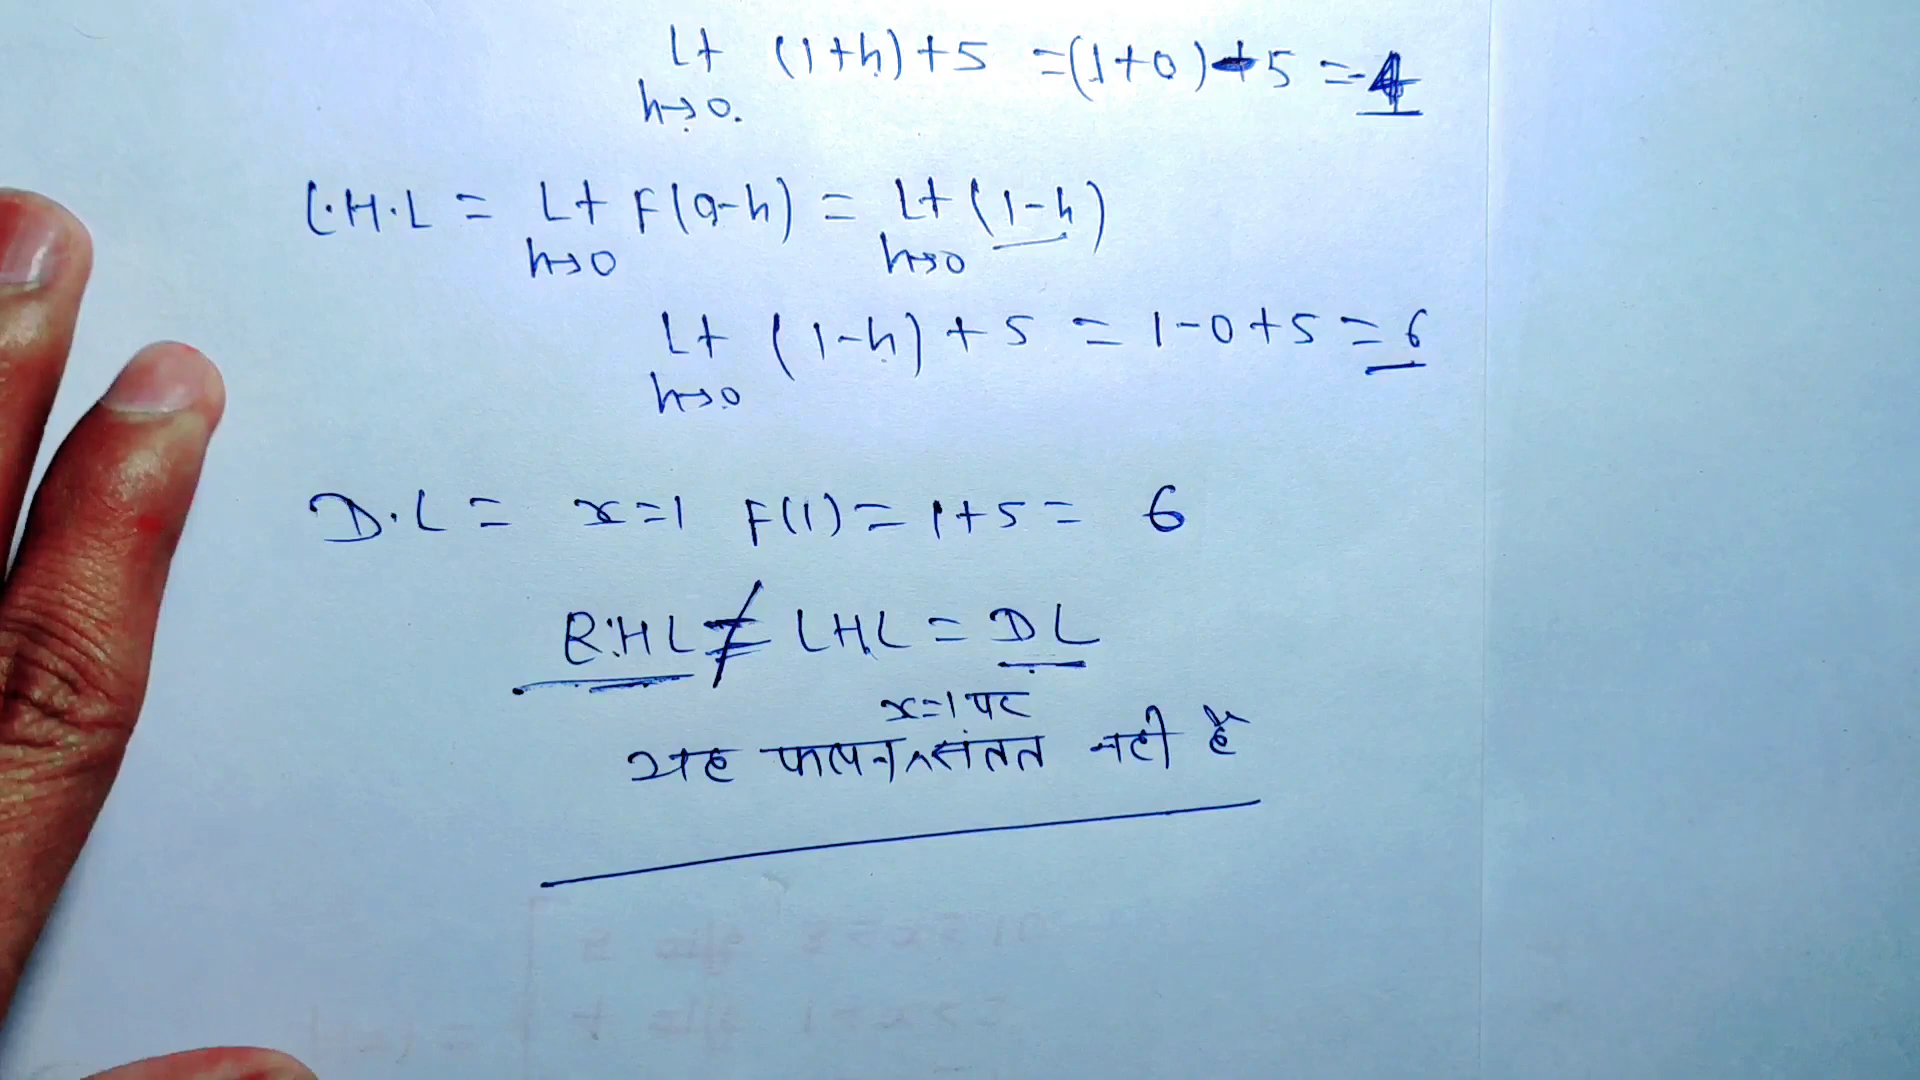 Lt (1+h)+5 =(1+0)-5 =-4
h→0.
L.H.L = Lt F(a-h) = Lt (1-h)
h→0 h→0
Lt (1-h)+5 = 1-0+5 = 6
h→0
D.L = x=1 F(1) = 1+5 = 6
R.HL ≠ LHL = DL
x=1 पर
यह फलन ^ संतत नही है